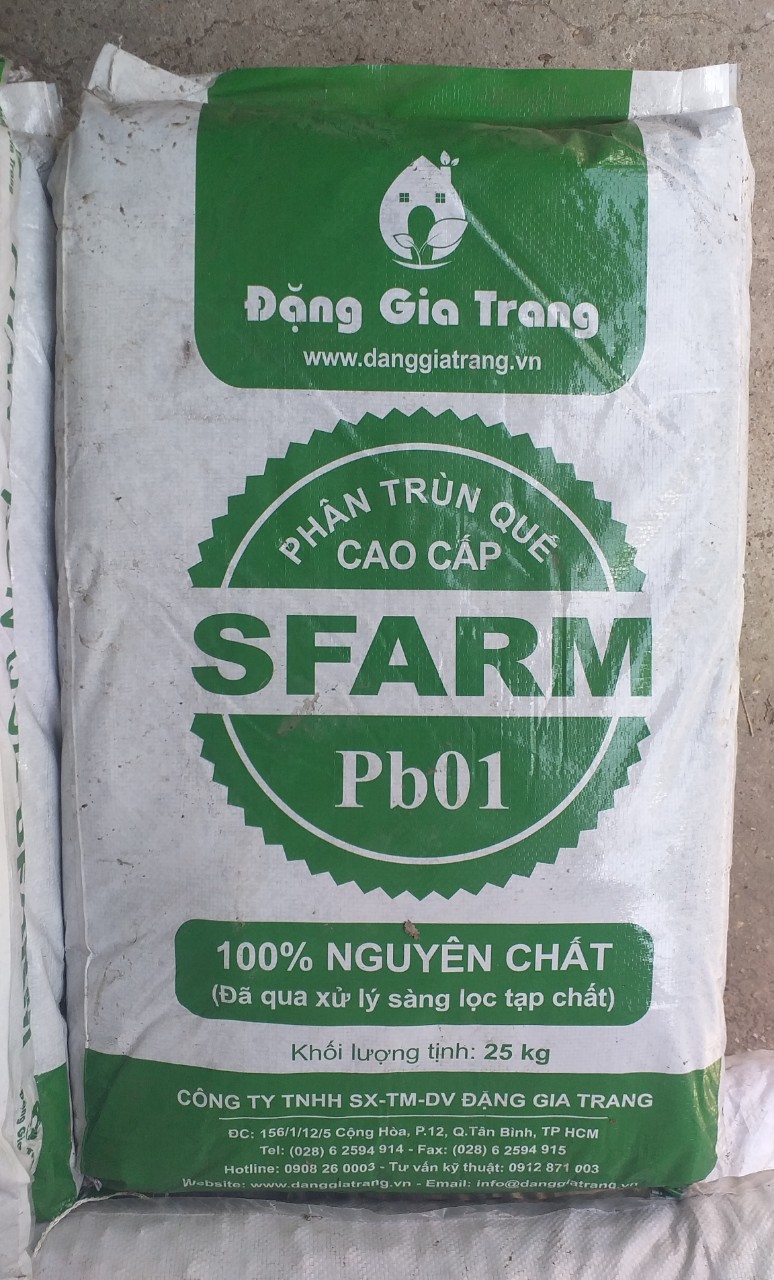 Đặng Gia Trang
www.danggiatrang.vn
PHÂN TRÙN QUẾ
CAO CẤP
SFARM
Pb01
100% NGUYÊN CHẤT
(Đã qua xử lý sàng lọc tạp chất)
Khối lượng tịnh: 25 kg
CÔNG TY TNHH SX-TM-DV ĐẶNG GIA TRANG
ĐC: 156/1/12/5 Cộng Hòa, P.12, Q.Tân Bình, TP HCM
Tel: (028) 6 2594 914 - Fax: (028) 6 2594 915
Hotline: 0908 26 0003 - Tư vấn kỹ thuật: 0912 871 003
Website: www.danggiatrang.vn - Email: info@danggiatrang.vn